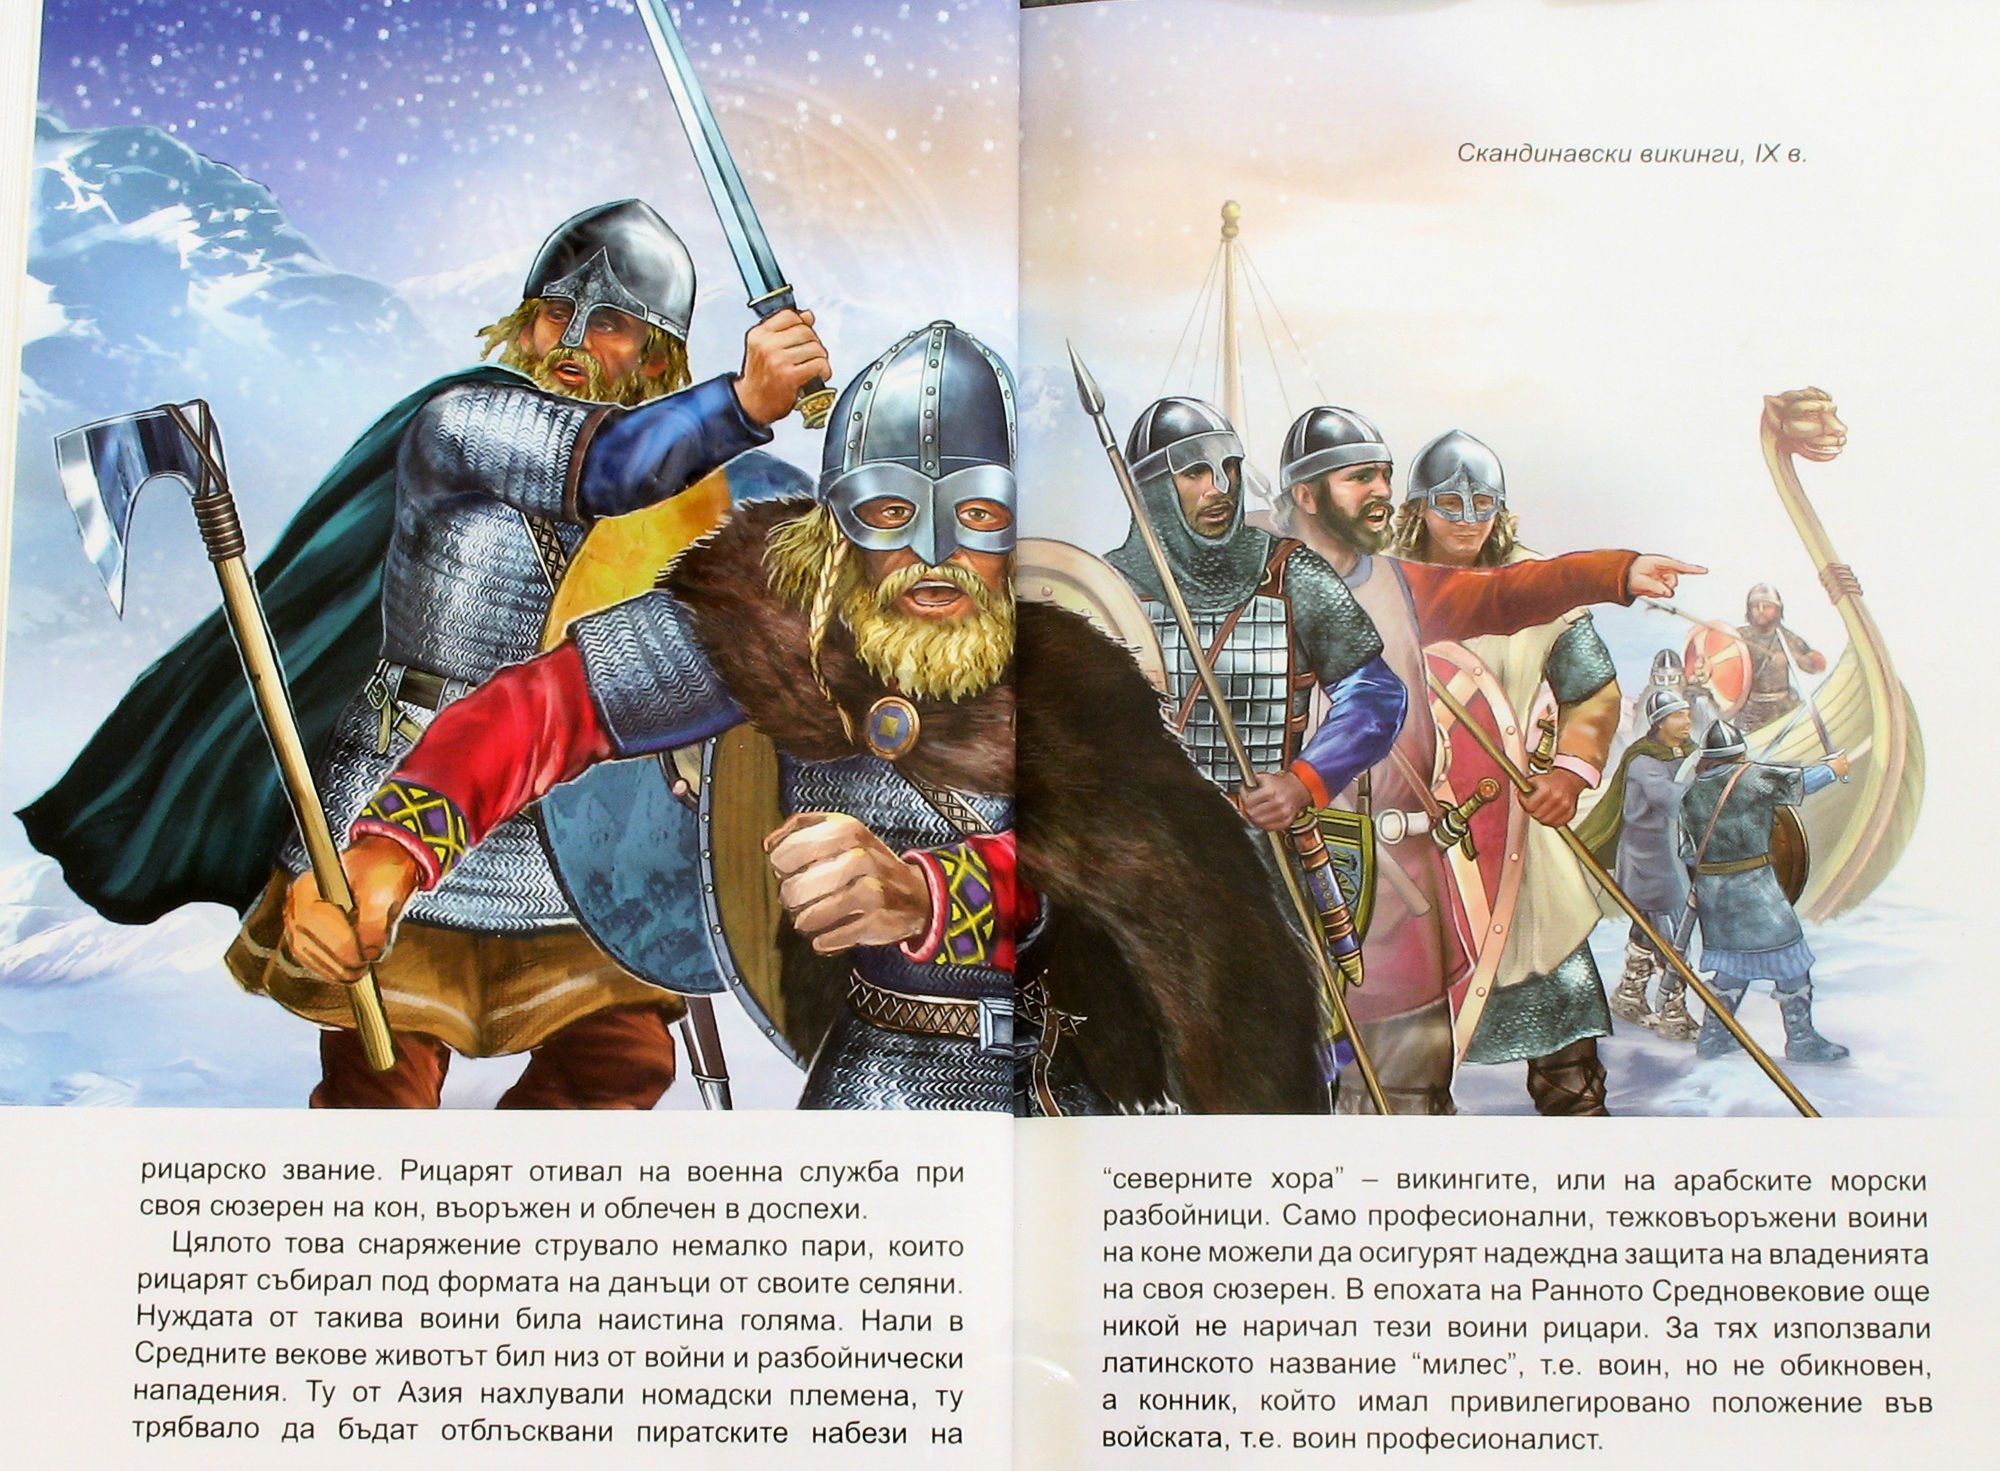 Скандинавски викинги, IX в.
рицарско звание. Рицарят отивал на военна служба при
своя сюзерен на кон, въоръжен и облечен в доспехи.
Цялото това снаряжение струвало немалко пари, които
рицарят събирал под формата на данъци от своите селяни.
Нуждата от такива воини била наистина голяма. Нали в
Средните векове животът бил низ от войни и разбойнически
нападения. Ту от Азия нахлували номадски племена, ту
трябвало да бъдат отблъсквани пиратските набези на
“северните хора” – викингите, или на арабските морски
разбойници. Само професионални, тежковъоръжени воини
на коне можели да осигурят надеждна защита на владенията
на своя сюзерен. В епохата на Ранното Средновековие още
никой не наричал тези воини рицари. За тях използвали
латинското название “милес”, т.е. воин, но не обикновен,
а конник, който имал привилегировано положение във
войската, т.е. воин професионалист.